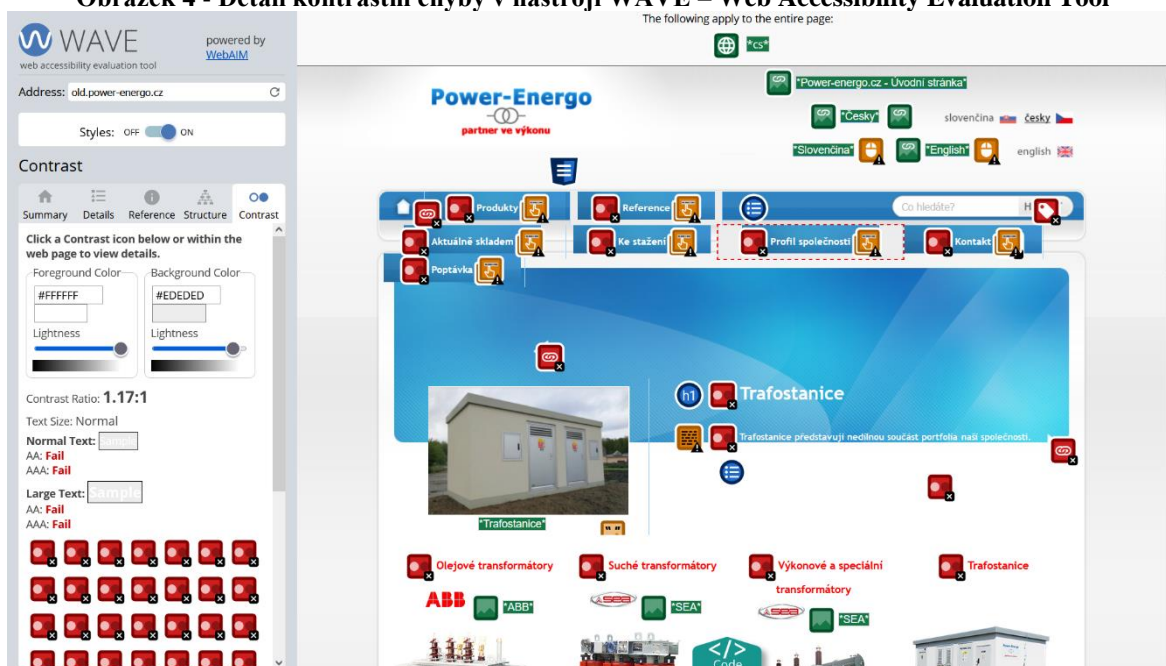 Obrázek 4 - Detail kontrastní chyby v nástroji WAVE – Web Accessibility Evaluation Tool
WAVE
web accessibility evaluation tool
powered by
WebAIM
Address: old.power-energo.cz
Styles: OFF ON
Contrast
Summary Details Reference Structure Contrast
Click a Contrast icon below or within the
web page to view details.
Foreground Color Background Color
#FFFFFF #EDEDED
Lightness Lightness
Contrast Ratio: 1.17:1
Text Size: Normal
Normal Text: Sample
AA: Fail
AAA: Fail
Large Text: Sample
AA: Fail
AAA: Fail
The following apply to the entire page:
*cs*
Power-Energo
partner ve výkonu
*Power-energo.cz - Úvodní stránka*
*Česky* slovenčina česky
*Slovenčina* *English* english
Produkty Reference Co hledáte? H
Aktuálně skladem Ke stažení Profil společnosti Kontakt
Poptávka
h1 Trafostanice
Trafostanice představují nedílnou součást portfolia naší společnosti.
*Trafostanice*
Olejové transformátory Suché transformátory Výkonové a speciální
transformátory Trafostanice
ABB *ABB* SEA *SEA* SEA *SEA*
</>
Code